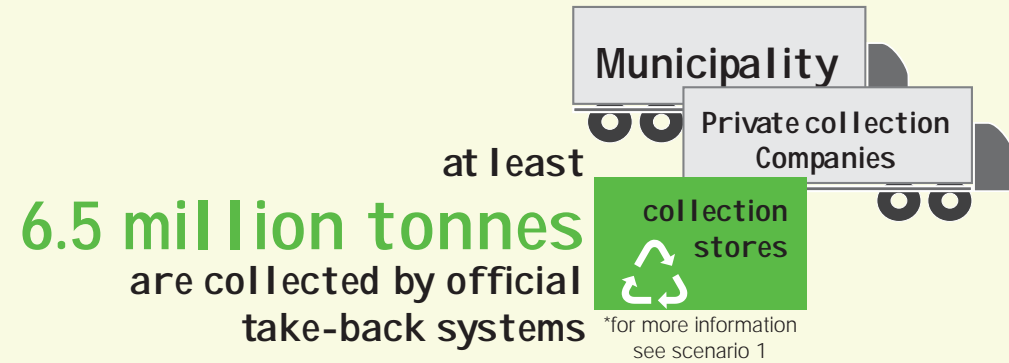 Municipality
Private collection
Companies
at least
6.5 million tonnes
are collected by official
take-back systems
collection
stores
*for more information
see scenario 1